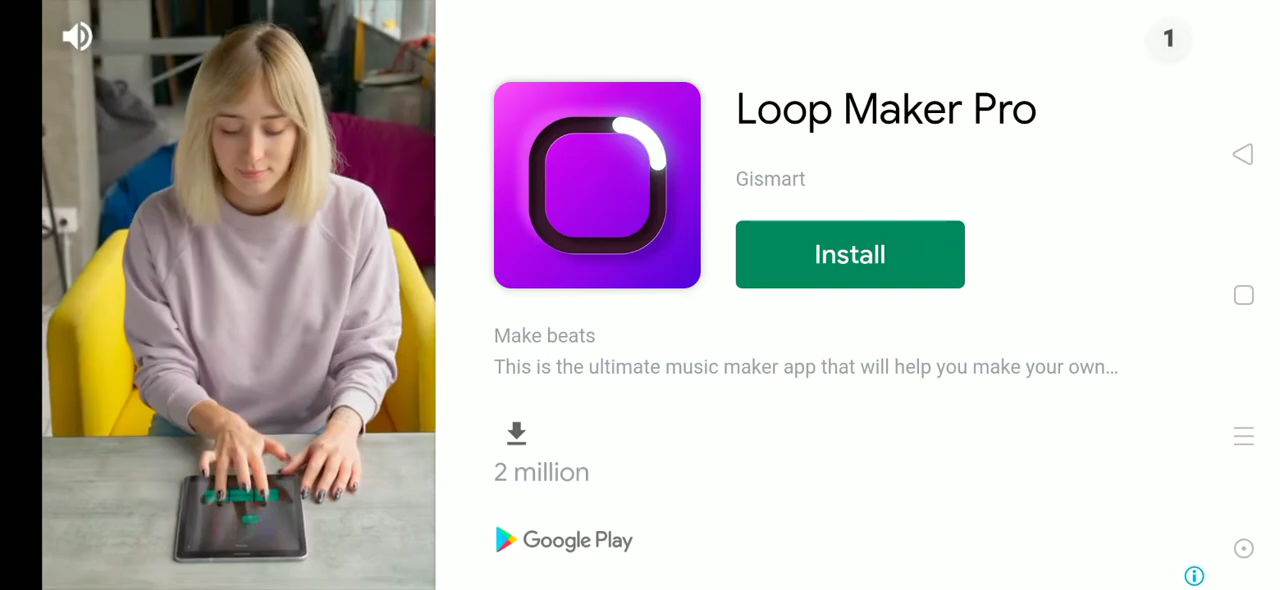 1
Loop Maker Pro
Gismart
Install
Make beats
This is the ultimate music maker app that will help you make your own…
2 million
Google Play